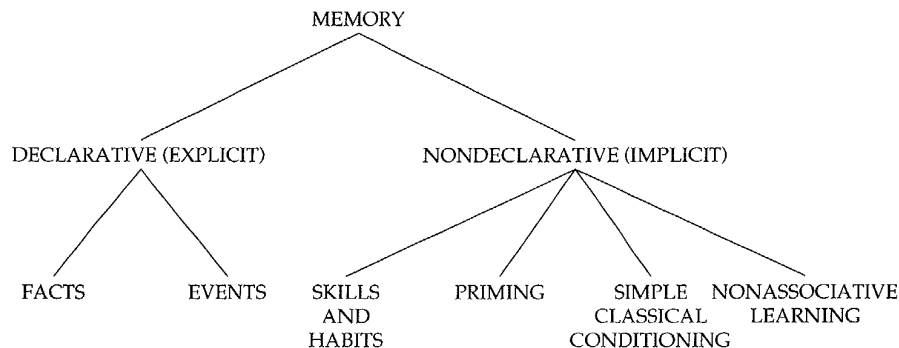 MEMORY
DECLARATIVE (EXPLICIT)
NONDECLARATIVE (IMPLICIT)
FACTS
EVENTS
SKILLS
AND
HABITS
PRIMING
SIMPLE
CLASSICAL
CONDITIONING
NONASSOCIATIVE
LEARNING